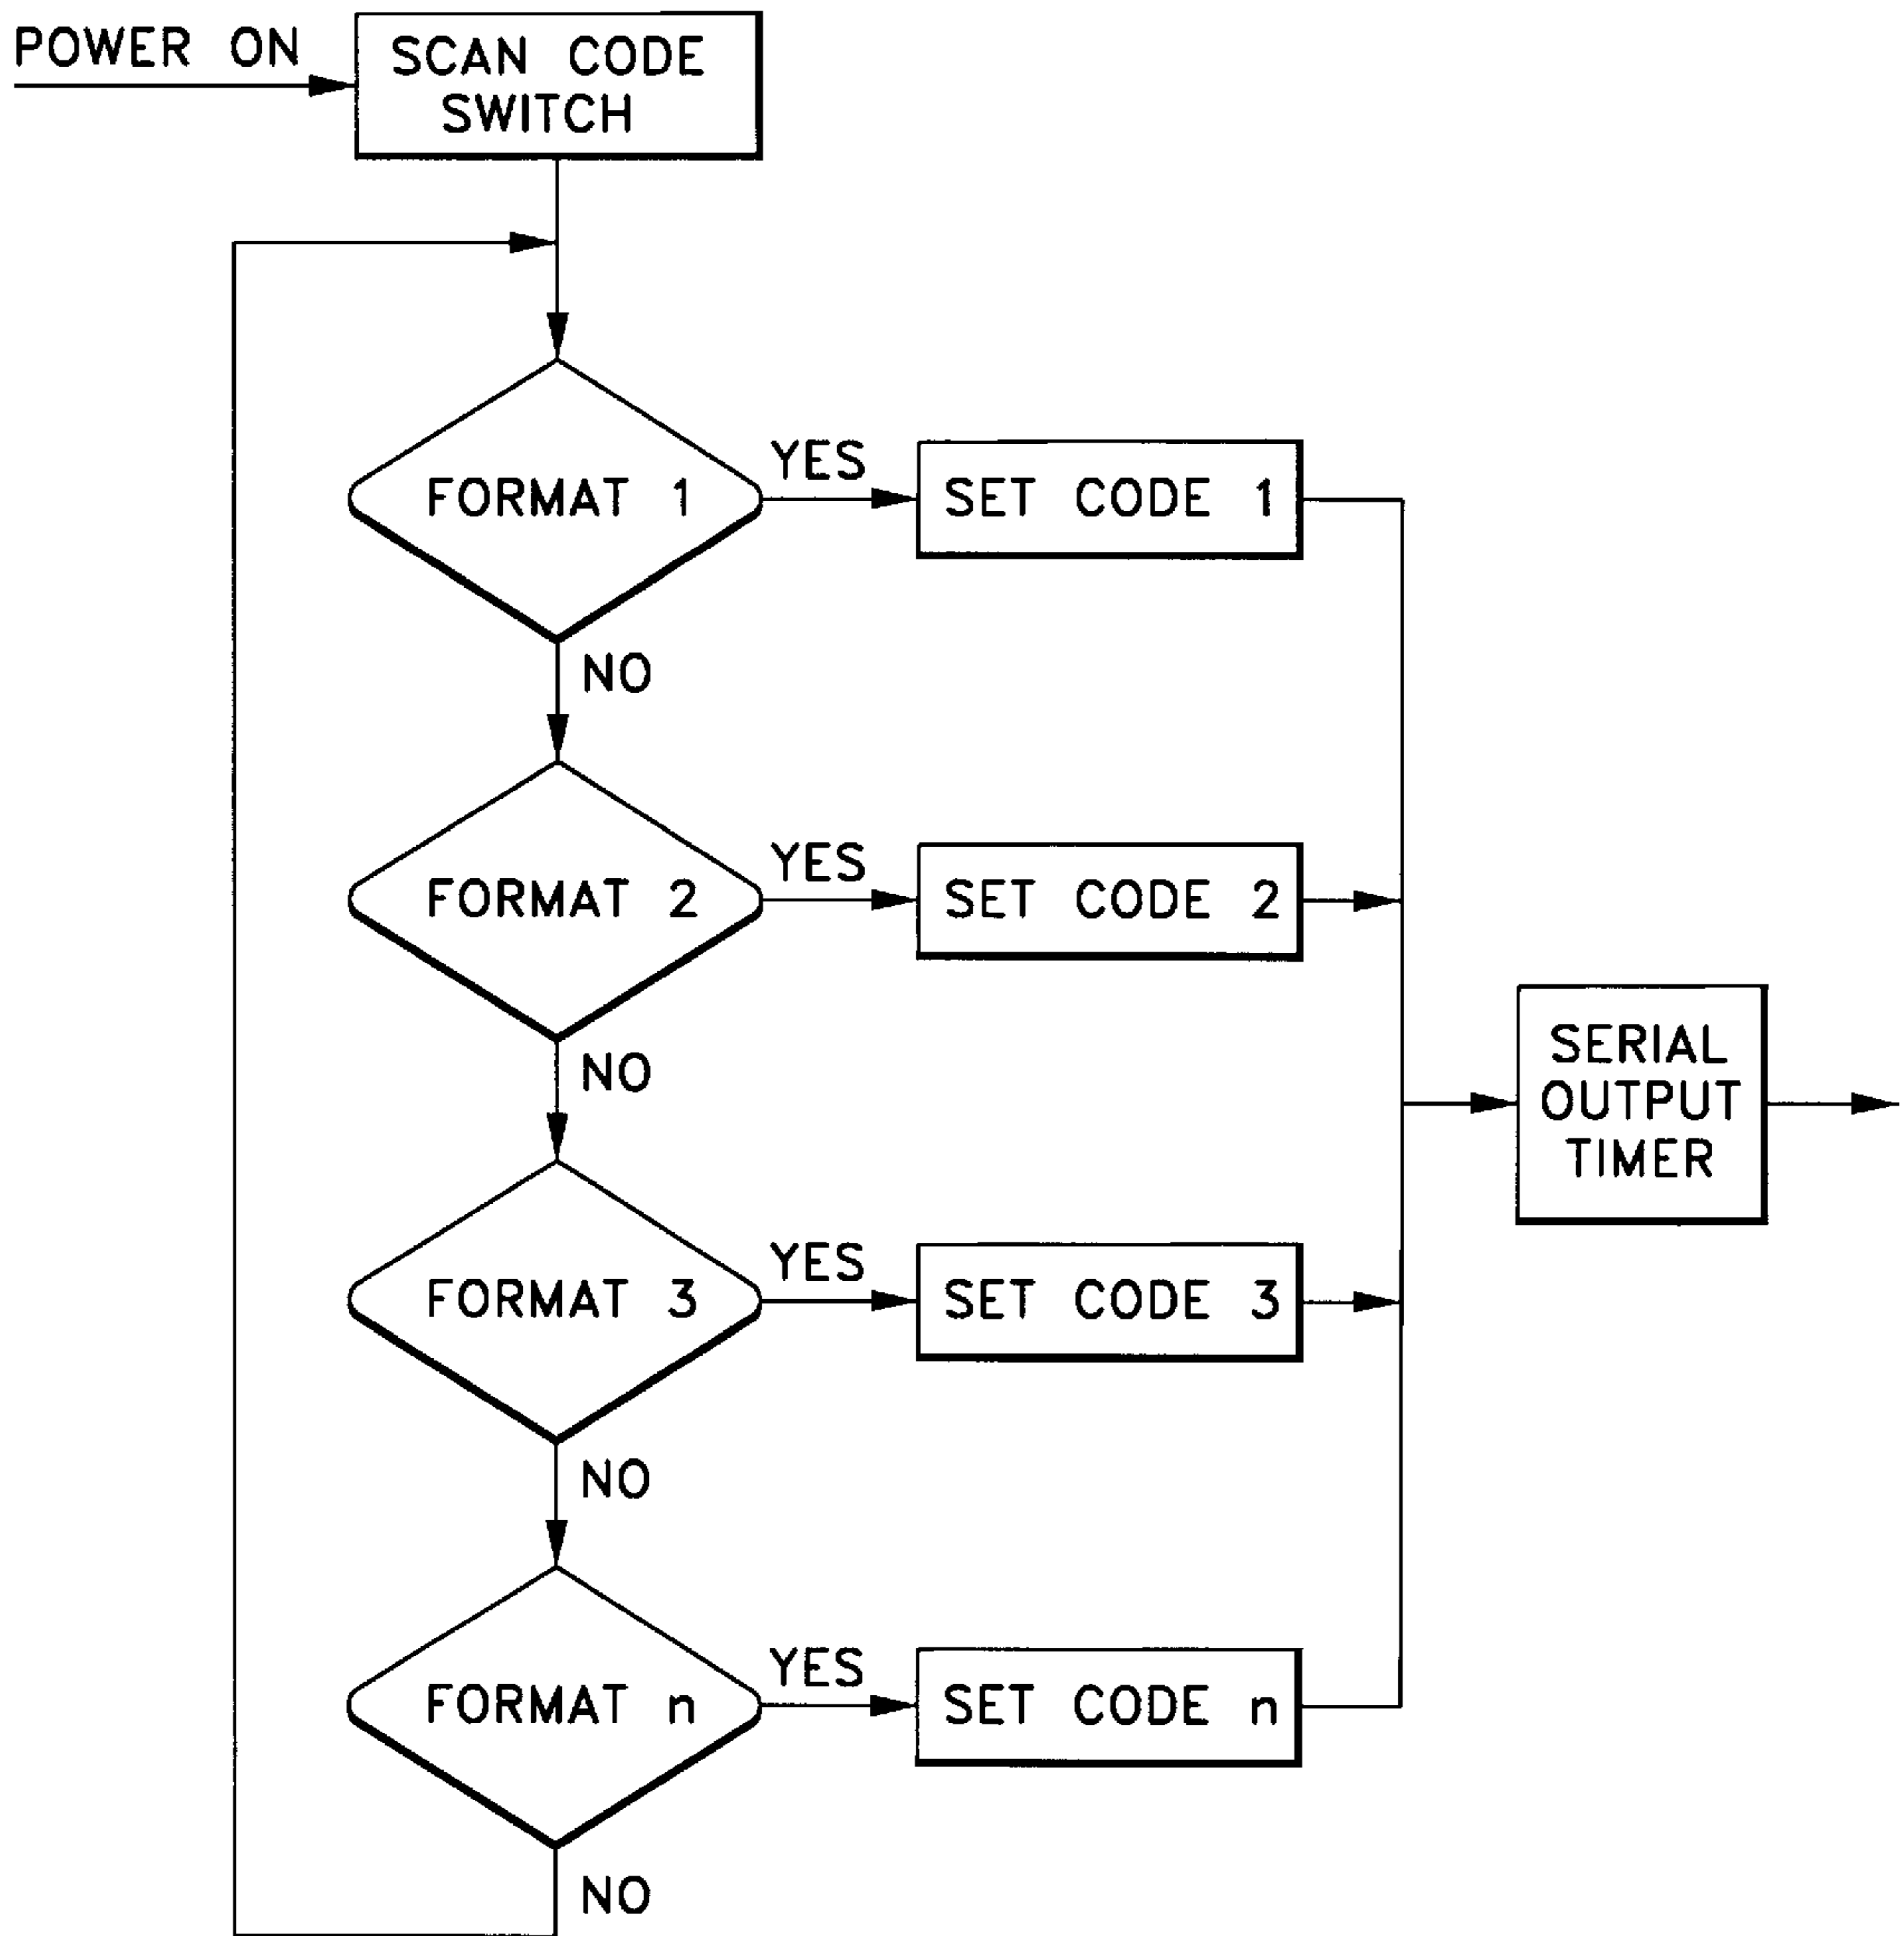 POWER ON
SCAN CODE
SWITCH
FORMAT 1
YES
SET CODE 1
NO
FORMAT 2
YES
SET CODE 2
NO
SERIAL
OUTPUT
TIMER
FORMAT 3
YES
SET CODE 3
NO
FORMAT n
YES
SET CODE n
NO